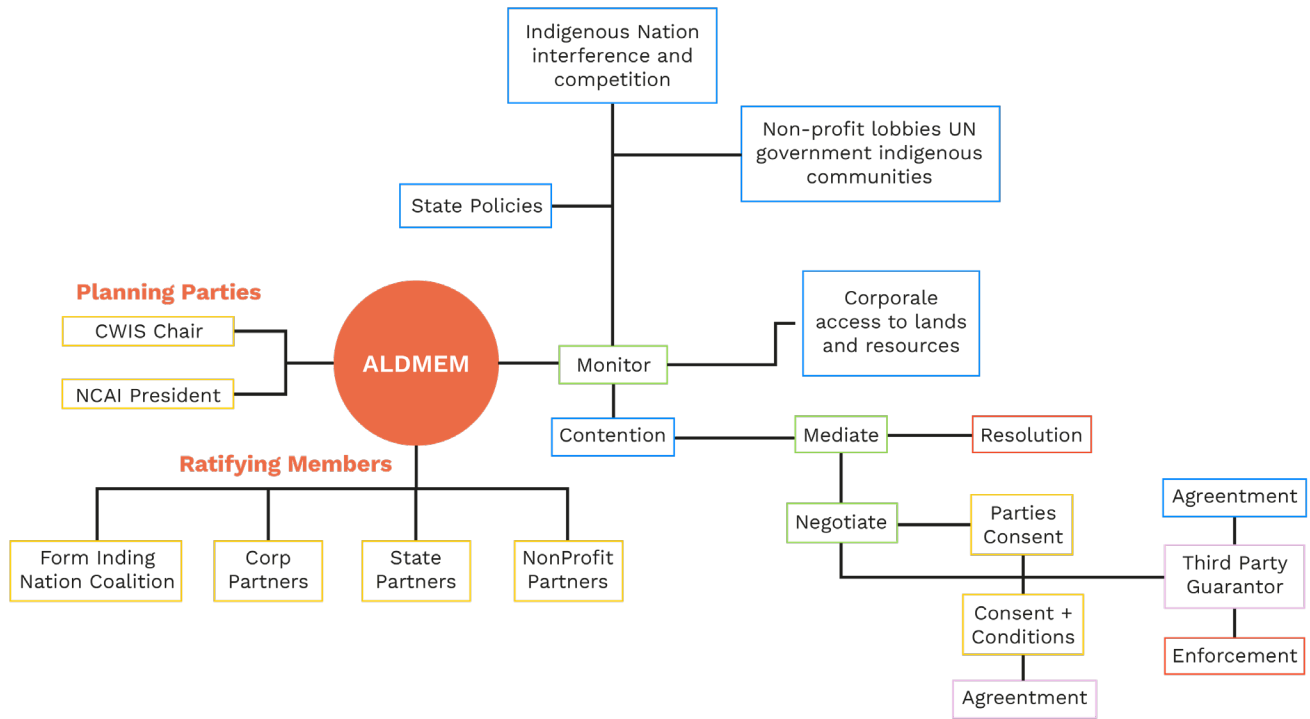 Indigenous Nation
interference and
competition
Non-profit lobbies UN
government indigenous
communities
State Policies
Corporale
access to lands
and resources
Planning Parties
CWIS Chair
NCAI President
ALDMEM
Monitor
Contention
Mediate
Resolution
Ratifying Members
Form Inding
Nation Coalition
Corp
Partners
State
Partners
NonProfit
Partners
Negotiate
Parties
Consent
Agreentment
Third Party
Guarantor
Consent +
Conditions
Enforcement
Agreentment